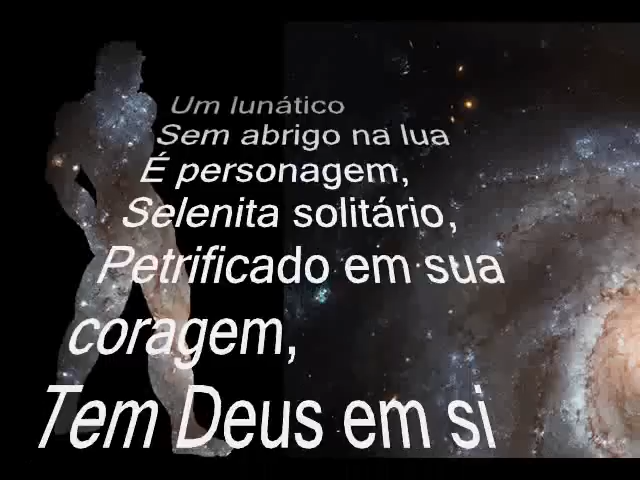 Um lunático
Sem abrigo na lua
É personagem,
Selenita solitário,
Petrificado em sua
coragem,
Tem Deus em si